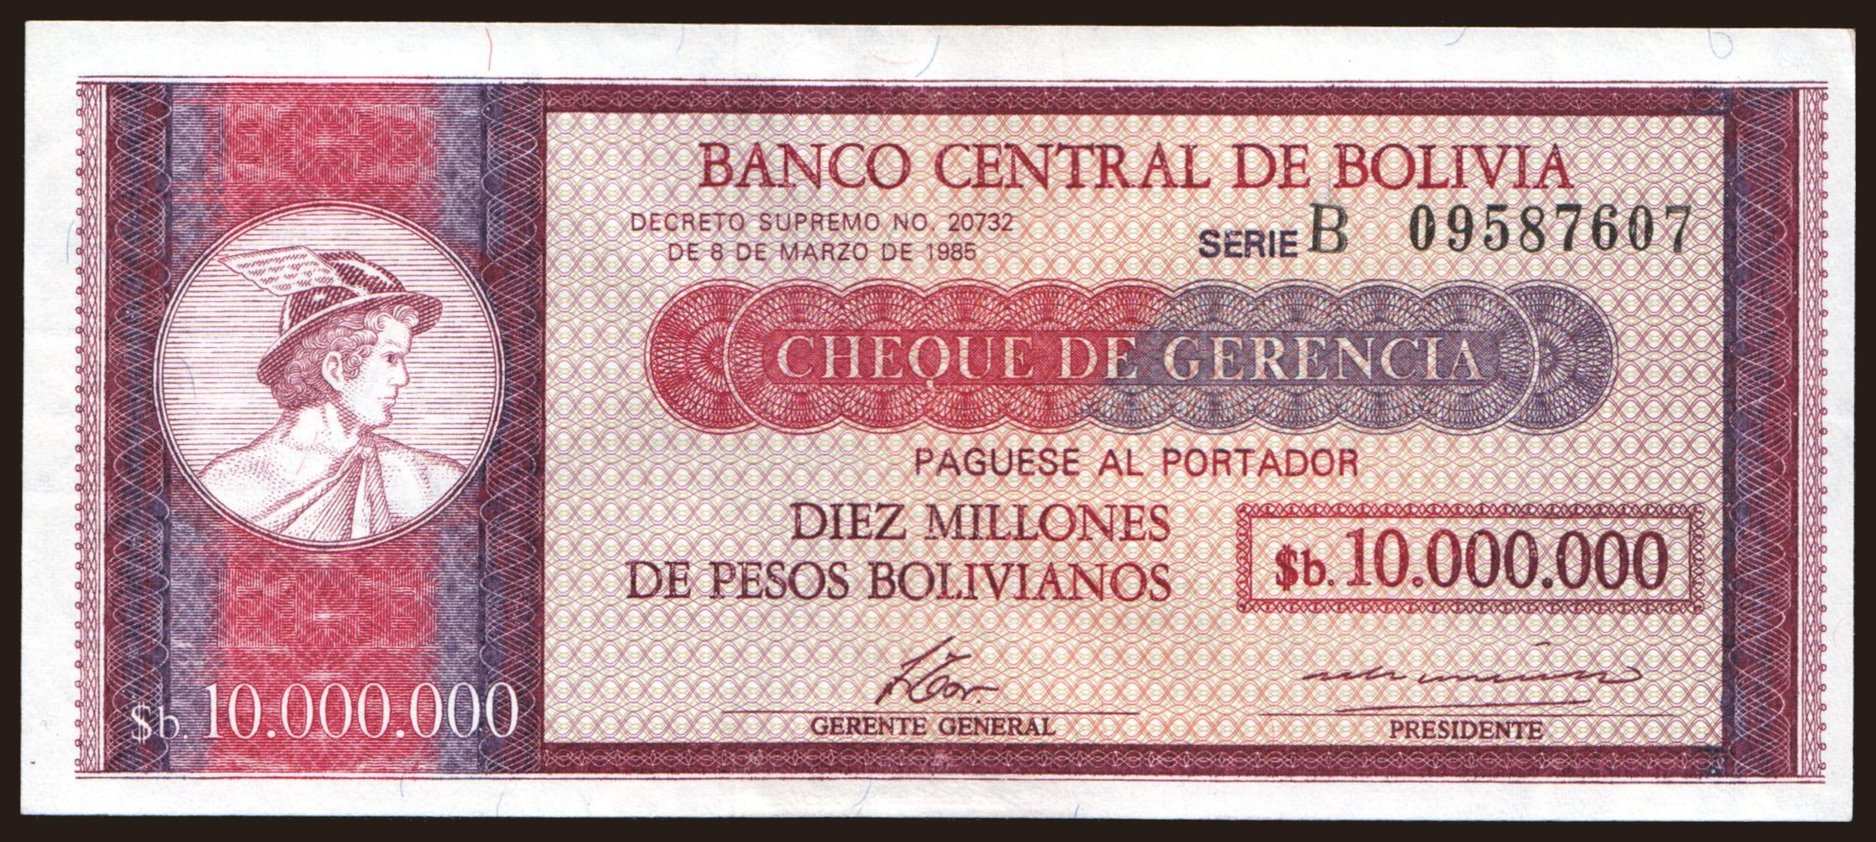 BANCO CENTRAL DE BOLIVIA
DECRETO SUPREMO NO. 20732
DE 8 DE MARZO DE 1985
SERIE B 09587607
CHEQUE DE GERENCIA
PAGUESE AL PORTADOR
DIEZ MILLONES
DE PESOS BOLIVIANOS
$b. 10.000.000
$b. 10.000.000
GERENTE GENERAL
PRESIDENTE